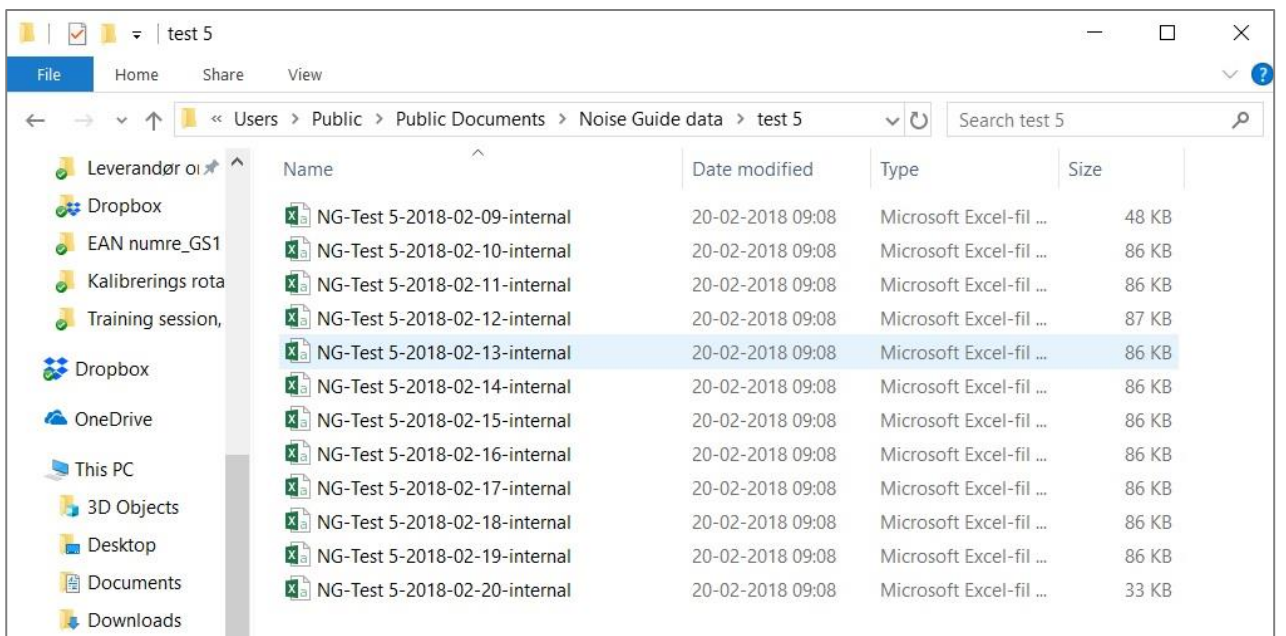 test 5
File Home Share View
« Users > Public > Public Documents > Noise Guide data > test 5 Search test 5
Name Date modified Type Size
Leverandør
Dropbox
EAN numre_GS1
Kalibrerings rota
Training session,
Dropbox
OneDrive
This PC
3D Objects
Desktop
Documents
Downloads
NG-Test 5-2018-02-09-internal 20-02-2018 09:08 Microsoft Excel-fil ... 48 KB
NG-Test 5-2018-02-10-internal 20-02-2018 09:08 Microsoft Excel-fil ... 86 KB
NG-Test 5-2018-02-11-internal 20-02-2018 09:08 Microsoft Excel-fil ... 86 KB
NG-Test 5-2018-02-12-internal 20-02-2018 09:08 Microsoft Excel-fil ... 87 KB
NG-Test 5-2018-02-13-internal 20-02-2018 09:08 Microsoft Excel-fil ... 86 KB
NG-Test 5-2018-02-14-internal 20-02-2018 09:08 Microsoft Excel-fil ... 86 KB
NG-Test 5-2018-02-15-internal 20-02-2018 09:08 Microsoft Excel-fil ... 86 KB
NG-Test 5-2018-02-16-internal 20-02-2018 09:08 Microsoft Excel-fil ... 86 KB
NG-Test 5-2018-02-17-internal 20-02-2018 09:08 Microsoft Excel-fil ... 86 KB
NG-Test 5-2018-02-18-internal 20-02-2018 09:08 Microsoft Excel-fil ... 86 KB
NG-Test 5-2018-02-19-internal 20-02-2018 09:08 Microsoft Excel-fil ... 86 KB
NG-Test 5-2018-02-20-internal 20-02-2018 09:08 Microsoft Excel-fil ... 33 KB